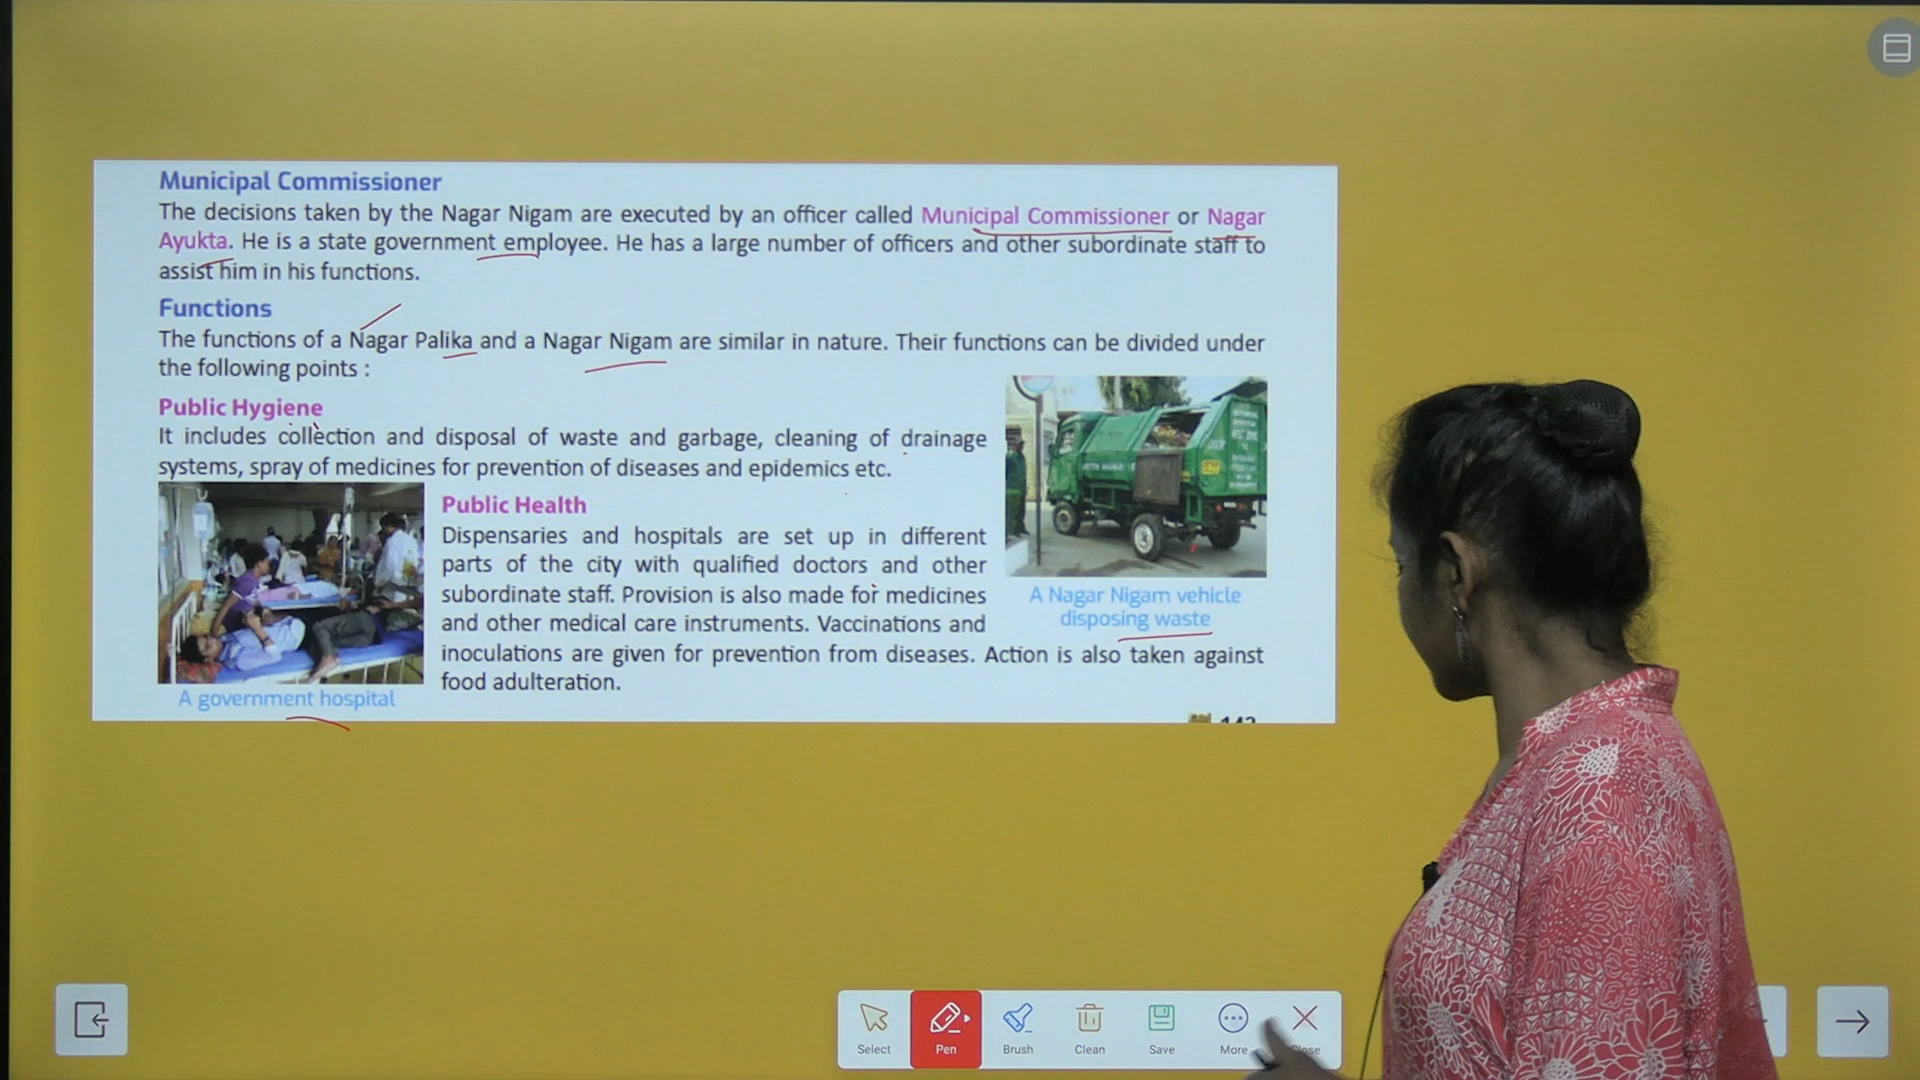 Municipal Commissioner
The decisions taken by the Nagar Nigam are executed by an officer called Municipal Commissioner or Nagar
Ayukta. He is a state government employee. He has a large number of officers and other subordinate staff to
assist him in his functions.
Functions
The functions of a Nagar Palika and a Nagar Nigam are similar in nature. Their functions can be divided under
the following points :
Public Hygiene
It includes collection and disposal of waste and garbage, cleaning of drainage
systems, spray of medicines for prevention of diseases and epidemics etc.
Public Health
Dispensaries and hospitals are set up in different
parts of the city with qualified doctors and other
subordinate staff. Provision is also made for medicines
and other medical care instruments. Vaccinations and
inoculations are given for prevention from diseases. Action is also taken against
food adulteration.
A Nagar Nigam vehicle
disposing waste
A government hospital
Select Pen Brush Clean Save More Close